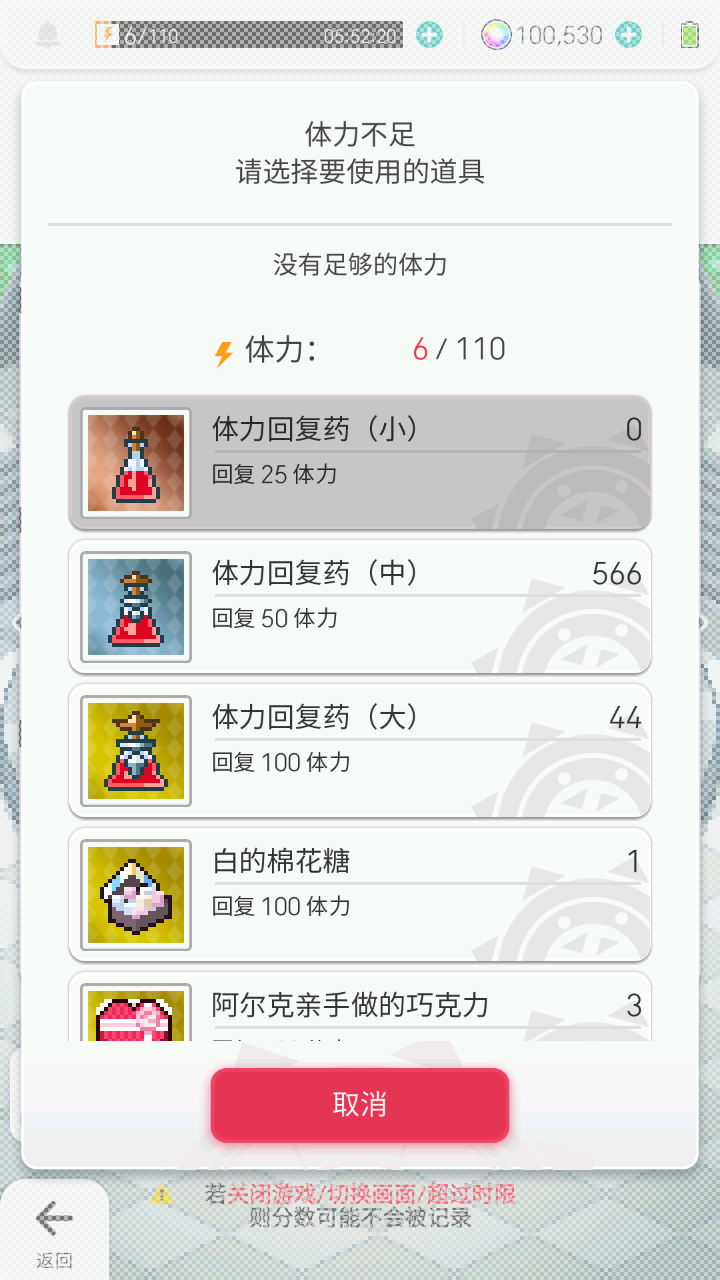 6/110
05:52:20
100,530
体力不足
请选择要使用的道具
没有足够的体力
体力：
6 / 110
体力回复药（小）
0
回复 25 体力
体力回复药（中）
566
回复 50 体力
体力回复药（大）
44
回复 100 体力
白的棉花糖
1
回复 100 体力
阿尔克亲手做的巧克力
3
取消
若关闭游戏/切换画面/超过时限
则分数可能不会被记录
返回